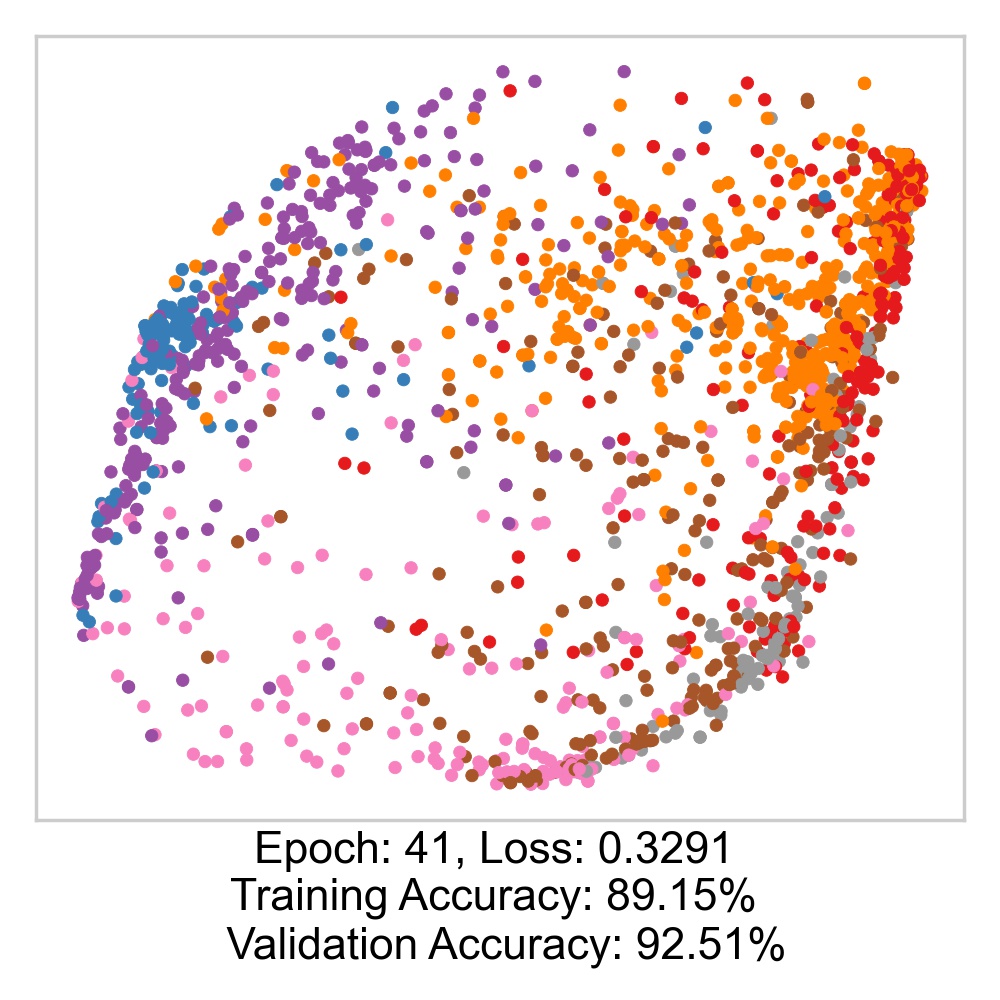 Epoch: 41, Loss: 0.3291
Training Accuracy: 89.15%
Validation Accuracy: 92.51%